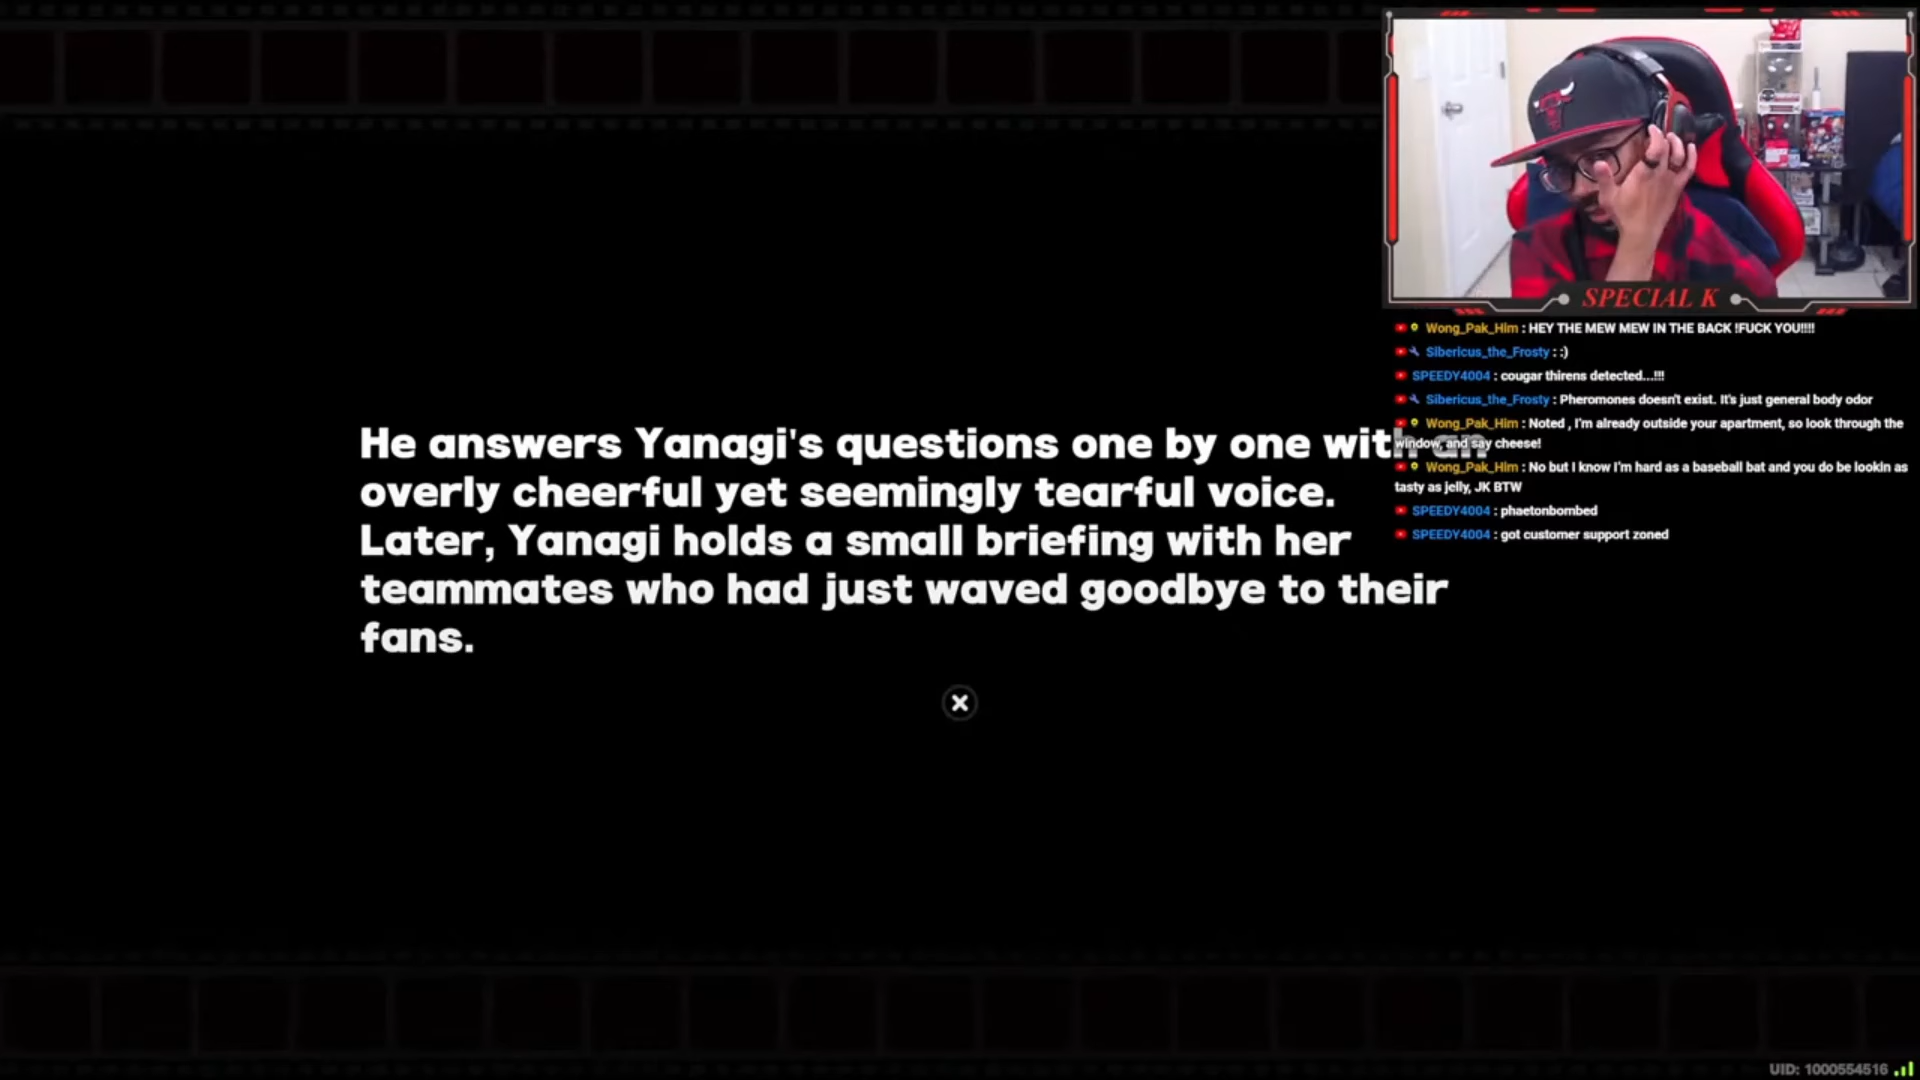 He answers Yanagi's questions one by one with an
overly cheerful yet seemingly tearful voice.
Later, Yanagi holds a small briefing with her
teammates who had just waved goodbye to their
fans.
SPECIAL K
Wong_Pak_Him : HEY THE MEW MEW IN THE BACK !FUCK YOU!!!!
Sibericus_the_Frosty : :)
SPEEDY4004 : cougar thirens detected...!!!
Sibericus_the_Frosty : Pheromones doesn't exist. It's just general body odor
Wong_Pak_Him : Noted , I'm already outside your apartment, so look through the
window, and say cheese!
Wong_Pak_Him : No but I know I'm hard as a baseball bat and you do be lookin as
tasty as jelly, JK BTW
SPEEDY4004 : phaetonbombed
SPEEDY4004 : got customer support zoned
UID: 1000554516